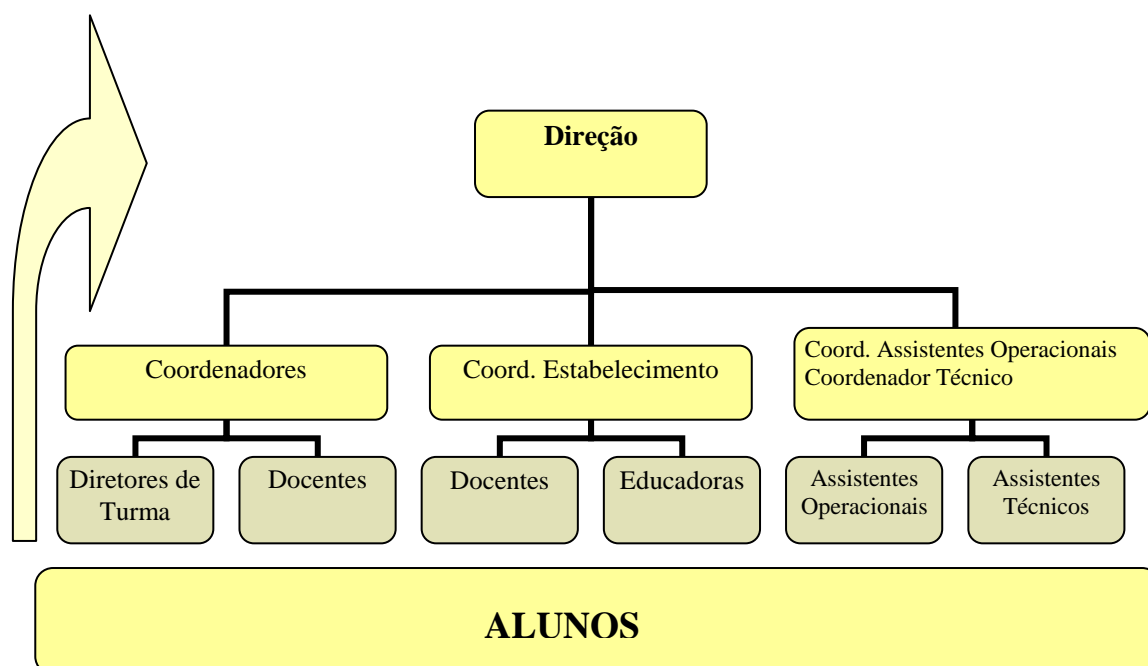 Direção
Coordenadores
Coord. Estabelecimento
Coord. Assistentes Operacionais
Coordenador Técnico
Diretores de
Turma
Docentes
Docentes
Educadoras
Assistentes
Operacionais
Assistentes
Técnicos
ALUNOS